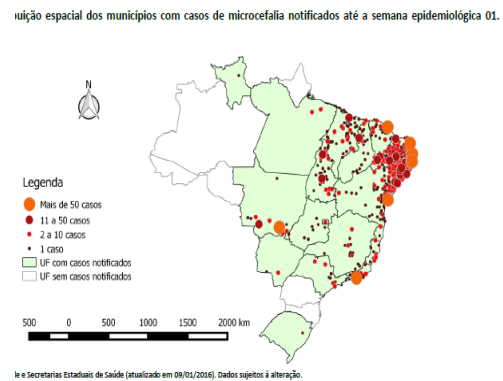 uição espacial dos municípios com casos de microcefalia notificados até a semana epidemiológica 01.
N
Legenda
Mais de 50 casos
11 a 50 casos
2 a 10 casos
1 caso
UF com casos notificados
UF sem casos notificados
500 0 500 1000 1500 2000 km
le e Secretarias Estaduais de Saúde (atualizado em 09/01/2016). Dados sujeitos à alteração.